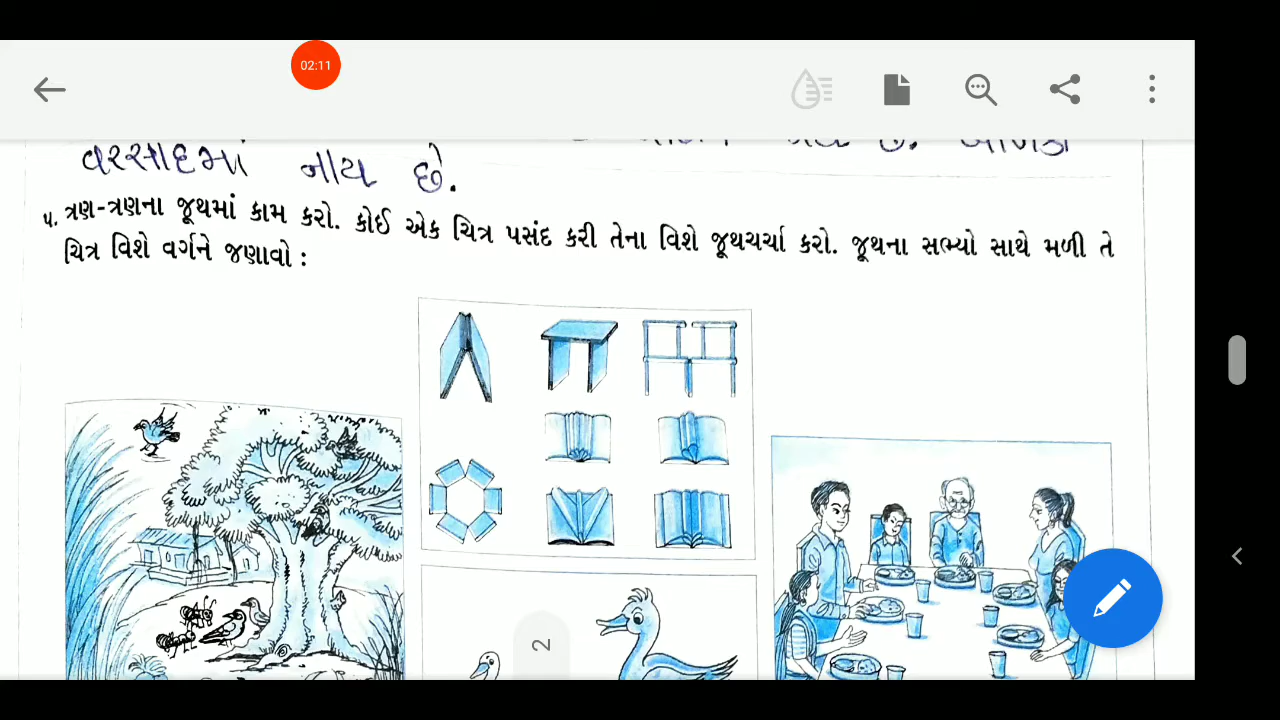 02:11
છે.
વરસાદમાં નાય છે.
૫. ત્રણ-ત્રણના જૂથમાં કામ કરો. કોઈ એક ચિત્ર પસંદ કરી તેના વિશે જૂથચર્ચા કરો. જૂથના સભ્યો સાથે મળી તે
ચિત્ર વિશે વર્ગને જણાવો :
2